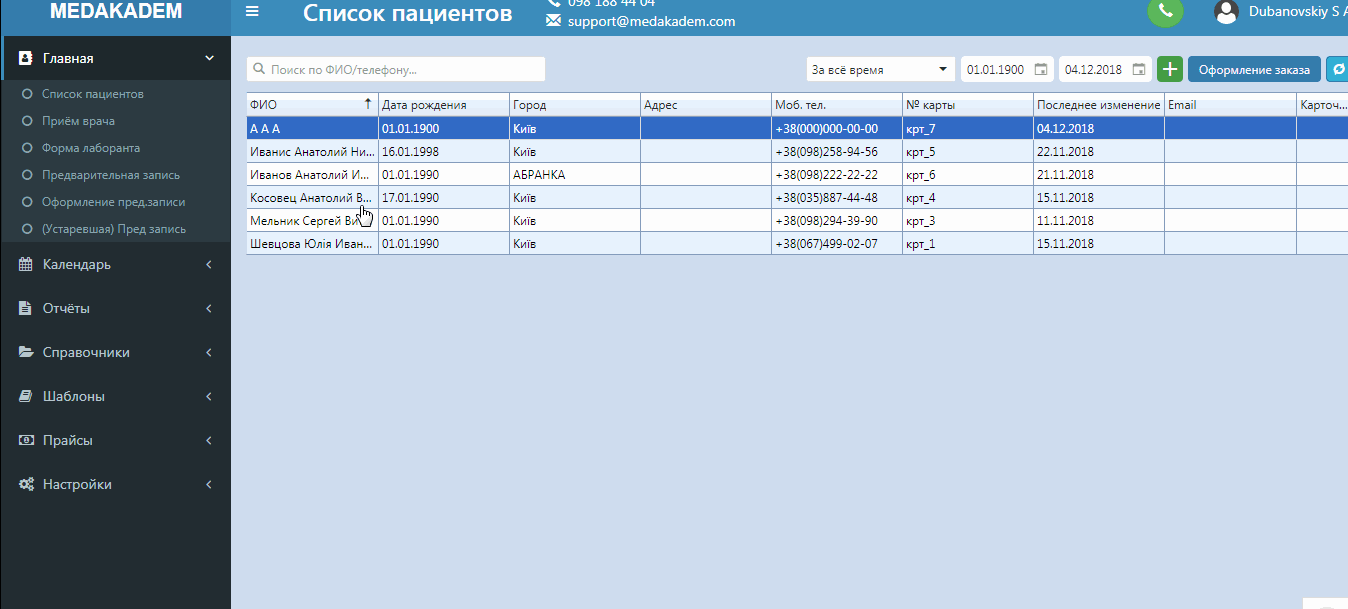 MEDAKADEM
Список пациентов
098 188 44 04
support@medakadem.com
Dubanovskiy S A
Главная
Список пациентов
Приём врача
Форма лаборанта
Предварительная запись
Оформление пред.записи
(Устаревшая) Пред запись
Календарь
Отчёты
Справочники
Шаблоны
Прайсы
Настройки
Поиск по ФИО/телефону...
За всё время 01.01.1900 04.12.2018 Оформление заказа
ФИО Дата рождения Город Адрес Моб. тел. № карты Последнее изменение Email Карточ...
А А А 01.01.1900 Київ +38(000)000-00-00 крт_7 04.12.2018
Иванис Анатолий Ни... 16.01.1998 Київ +38(098)258-94-56 крт_5 22.11.2018
Иванов Анатолий И... 01.01.1990 АБРАНКА +38(098)222-22-22 крт_6 21.11.2018
Косовец Анатолий В... 17.01.1990 Київ +38(035)887-44-48 крт_4 15.11.2018
Мельник Сергей Ви 01.01.1990 Київ +38(098)294-39-90 крт_3 11.11.2018
Шевцова Юлія Иван... 01.01.1990 Київ +38(067)499-02-07 крт_1 15.11.2018